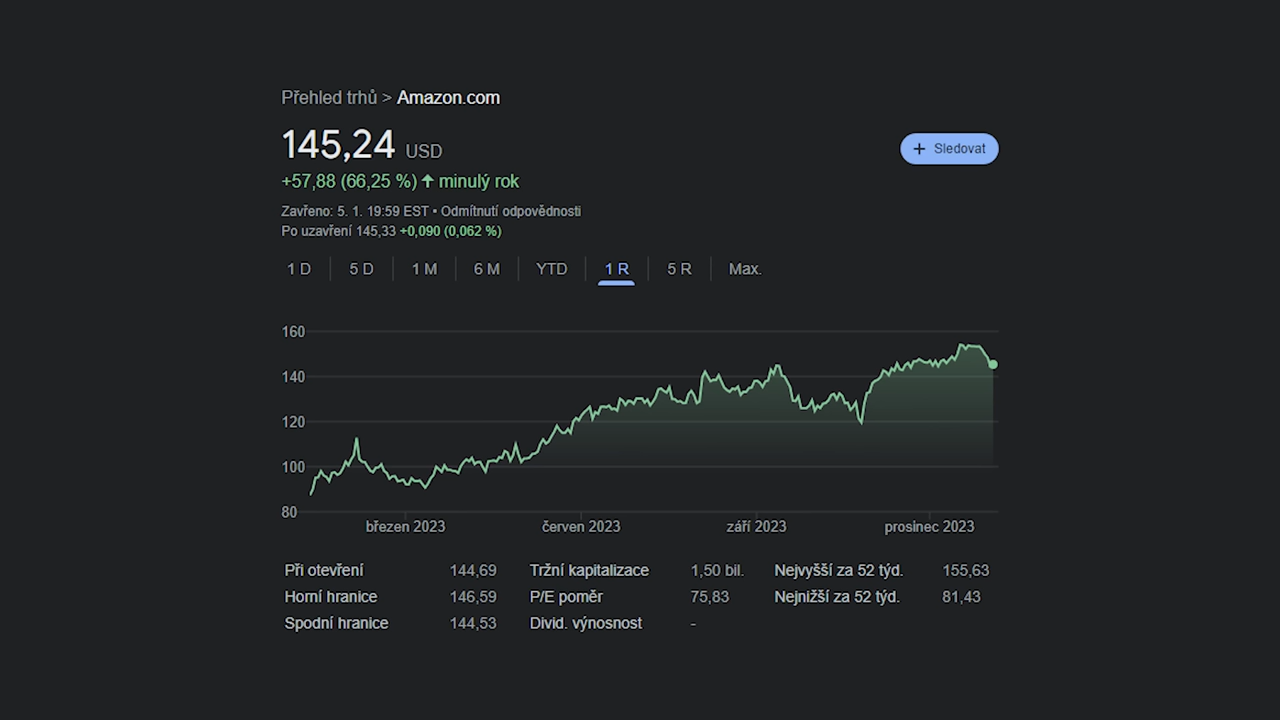 Přehled trhů > Amazon.com
145,24 USD
+ Sledovat
+57,88 (66,25 %) ↑ minulý rok
Zavřeno: 5. 1. 19:59 EST • Odmítnutí odpovědnosti
Po uzavření 145,33 +0,090 (0,062 %)
1 D 5 D 1 M 6 M YTD 1 R 5 R Max.
160
140
120
100
80
březen 2023 červen 2023 září 2023 prosinec 2023
Při otevření 144,69 Tržní kapitalizace 1,50 bil. Nejvyšší za 52 týd. 155,63
Horní hranice 146,59 P/E poměr 75,83 Nejnižší za 52 týd. 81,43
Spodní hranice 144,53 Divid. výnosnost -